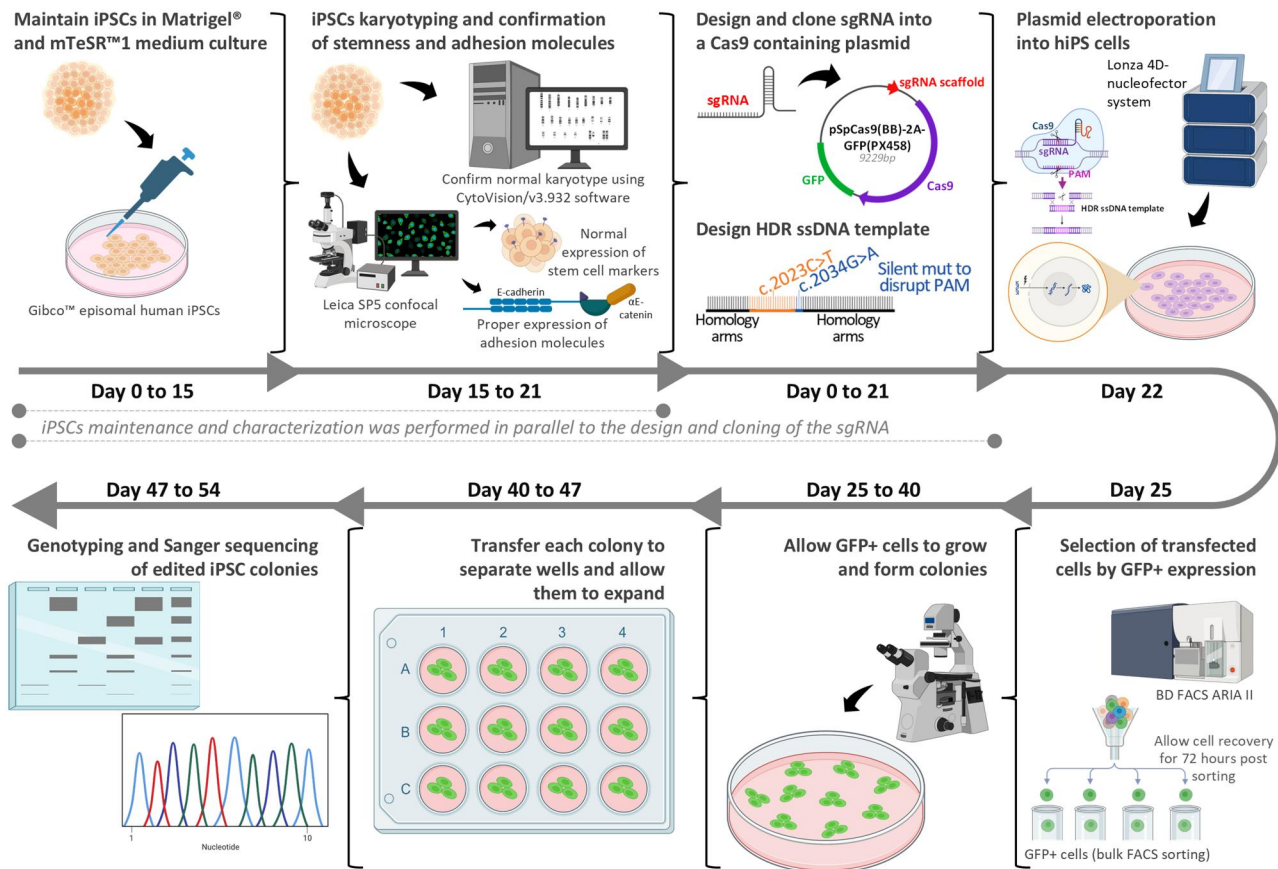 Maintain iPSCs in Matrigel®
and mTeSR™1 medium culture
Gibco™ episomal human iPSCs
iPSCs karyotyping and confirmation
of stemness and adhesion molecules
Confirm normal karyotype using
CytoVision/v3.932 software
Normal
expression of
stem cell markers
Leica SP5 confocal
microscope
E-cadherin
αE-
catenin
Proper expression of
adhesion molecules
Design and clone sgRNA into
a Cas9 containing plasmid
sgRNA
sgRNA scaffold
pSpCas9(BB)-2A-
GFP(PX458)
9229bp
GFP
Cas9
Design HDR ssDNA template
c.2023C>T
c.2034G>A
Silent mut to
disrupt PAM
Homology
arms
Homology
arms
Plasmid electroporation
into hiPS cells
Lonza 4D-
nucleofector
system
Cas9
sgRNA
PAM
HDR ssDNA template
Day 0 to 15
Day 15 to 21
Day 0 to 21
Day 22
iPSCs maintenance and characterization was performed in parallel to the design and cloning of the sgRNA
Day 47 to 54
Day 40 to 47
Day 25 to 40
Day 25
Genotyping and Sanger sequencing
of edited iPSC colonies
1
10
Nucleotide
Transfer each colony to
separate wells and allow
them to expand
1 2 3 4
A
B
C
Allow GFP+ cells to grow
and form colonies
Selection of transfected
cells by GFP+ expression
BD FACS ARIA II
Allow cell recovery
for 72 hours post
sorting
GFP+ cells (bulk FACS sorting)